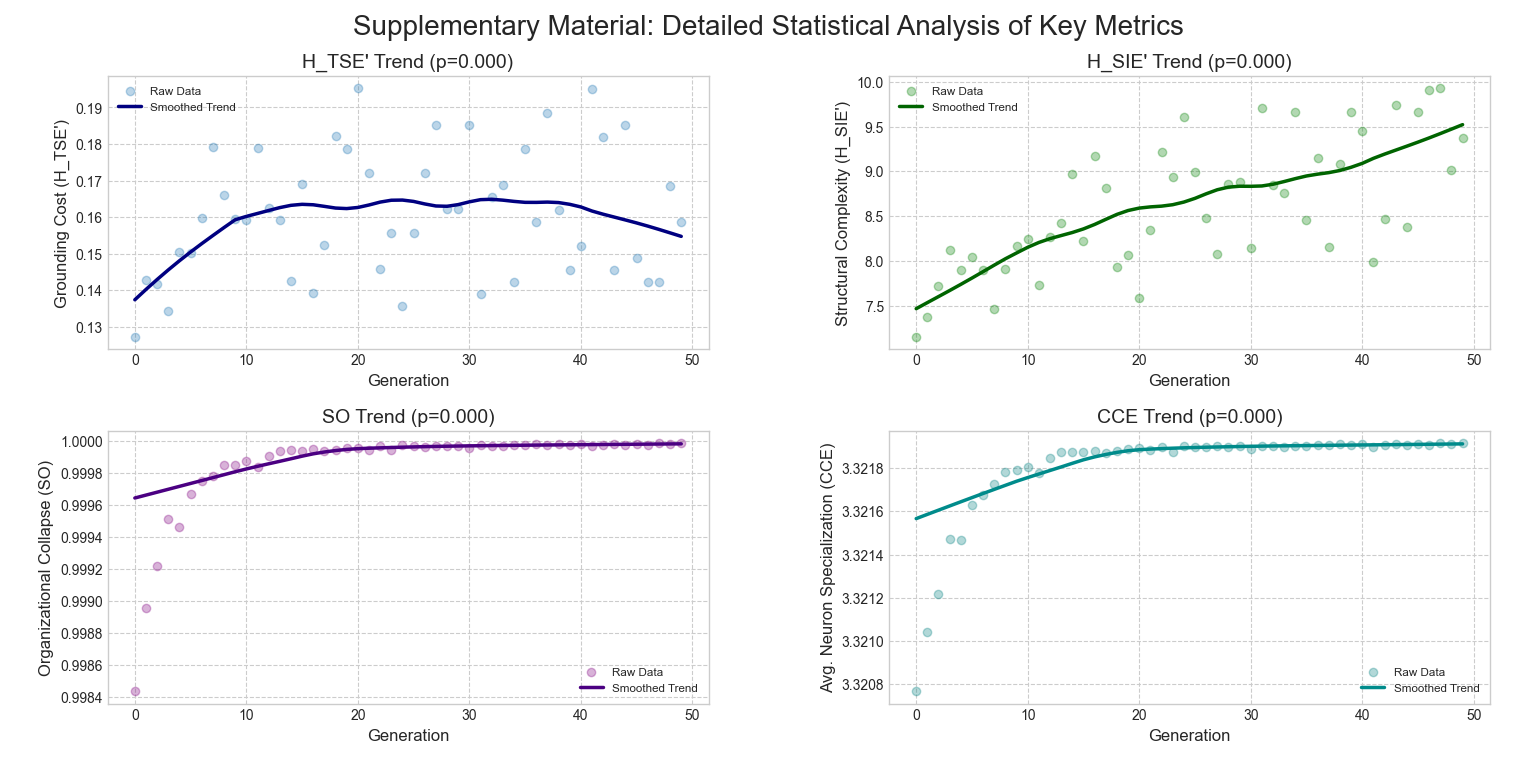 Supplementary Material: Detailed Statistical Analysis of Key Metrics
H_TSE' Trend (p=0.000)
Grounding Cost (H_TSE')
0.19
0.18
0.17
0.16
0.15
0.14
0.13
Raw Data
Smoothed Trend
0 10 20 30 40 50
Generation
H_SIE' Trend (p=0.000)
Structural Complexity (H_SIE')
10.0
9.5
9.0
8.5
8.0
7.5
Raw Data
Smoothed Trend
0 10 20 30 40 50
Generation
SO Trend (p=0.000)
Organizational Collapse (SO)
1.0000
0.9998
0.9996
0.9994
0.9992
0.9990
0.9988
0.9986
0.9984
Raw Data
Smoothed Trend
0 10 20 30 40 50
Generation
CCE Trend (p=0.000)
Avg. Neuron Specialization (CCE)
3.3218
3.3216
3.3214
3.3212
3.3210
3.3208
Raw Data
Smoothed Trend
0 10 20 30 40 50
Generation